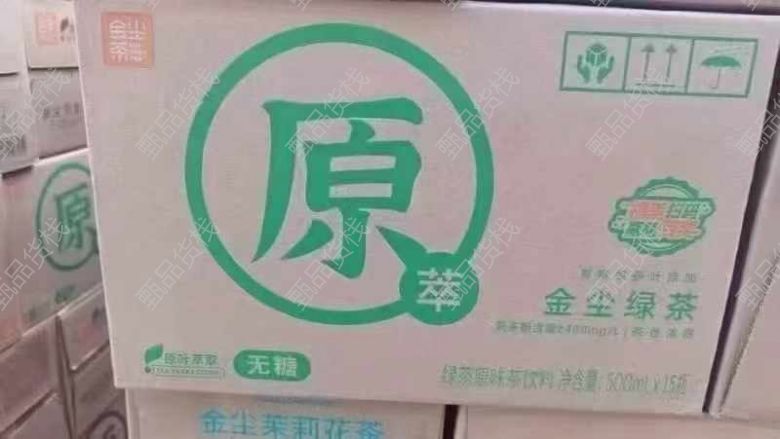 金尘
茶
原
萃
金尘绿茶
原味萃取
无糖
绿茶原味茶饮料 净含量: 500mL×15瓶
金尘茉莉花茶
原
甄品货栈